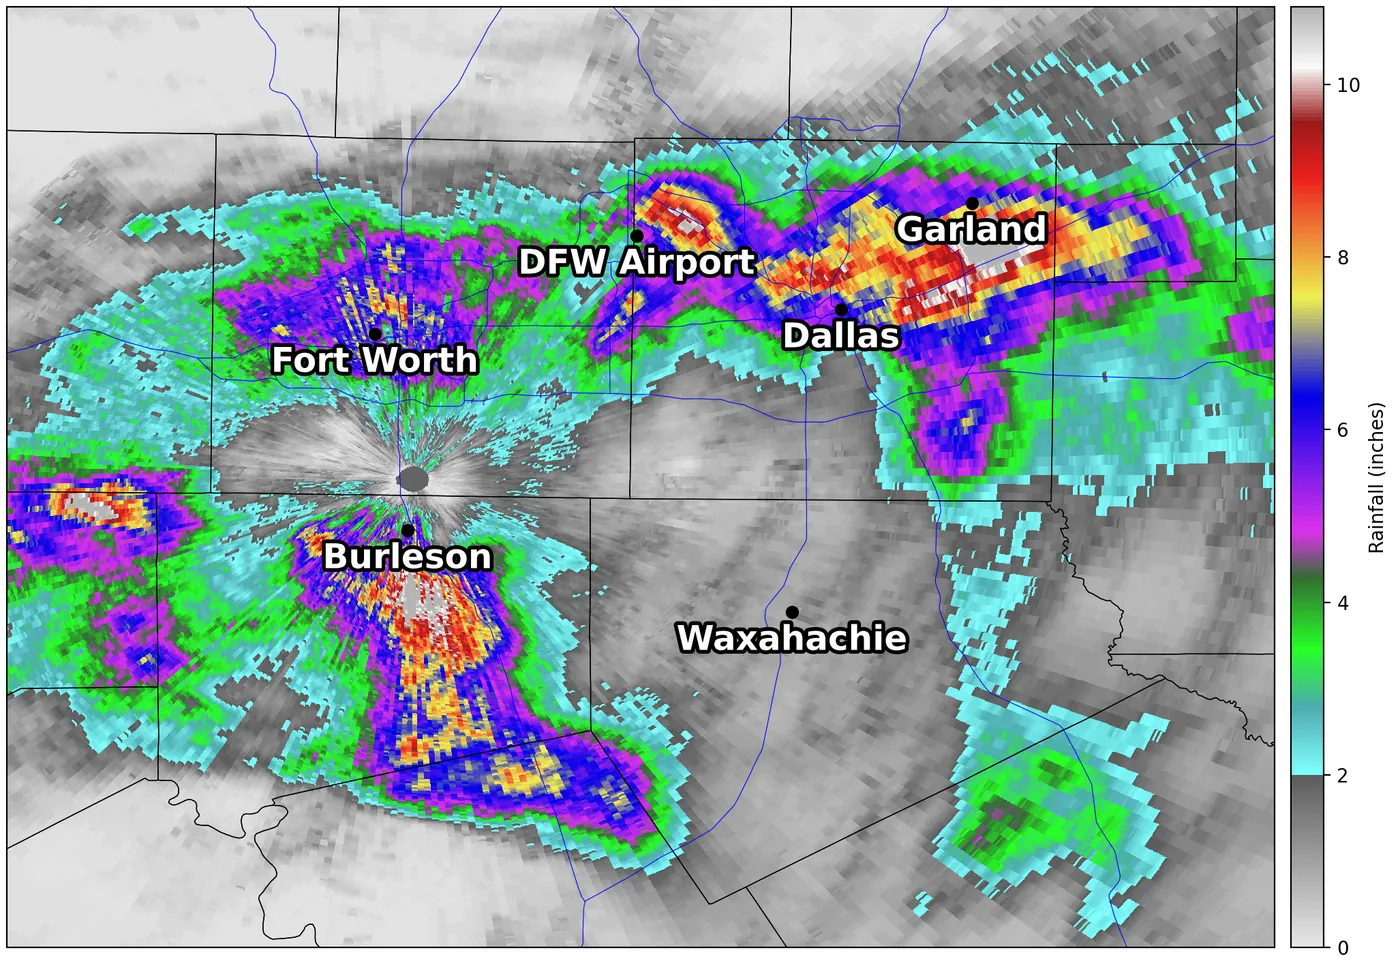 10
Garland
DFW Airport
8
Dallas
Fort Worth
6
Rainfall (inches)
Burleson
4
Waxahachie
2
0